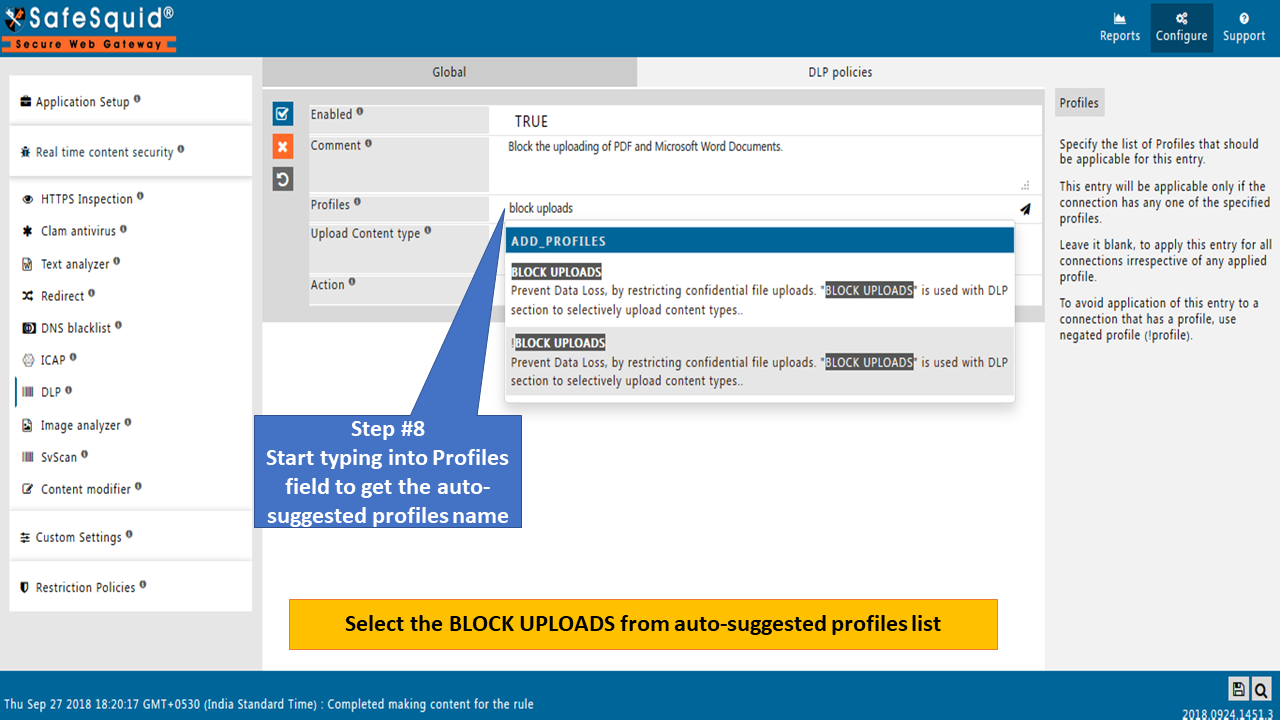 SafeSquid®
Secure Web Gateway
Reports
Configure
Support
Application Setup
Real time content security
HTTPS Inspection
Clam antivirus
Text analyzer
Redirect
DNS blacklist
ICAP
DLP
Image analyzer
SvScan
Content modifier
Custom Settings
Restriction Policies
Global
DLP policies
Enabled
TRUE
Comment
Block the uploading of PDF and Microsoft Word Documents.
Profiles
block uploads
Upload Content type
Action
ADD_PROFILES
BLOCK UPLOADS
Prevent Data Loss, by restricting confidential file uploads. "BLOCK UPLOADS" is used with DLP
section to selectively upload content types..
!BLOCK UPLOADS
Prevent Data Loss, by restricting confidential file uploads. "BLOCK UPLOADS" is used with DLP
section to selectively upload content types..
Step #8
Start typing into Profiles
field to get the auto-
suggested profiles name
Select the BLOCK UPLOADS from auto-suggested profiles list
Profiles
Specify the list of Profiles that should
be applicable for this entry.
This entry will be applicable only if the
connection has any one of the specified
profiles.
Leave it blank, to apply this entry for all
connections irrespective of any applied
profile.
To avoid application of this entry to a
connection that has a profile, use
negated profile (!profile).
Thu Sep 27 2018 18:20:17 GMT+0530 (India Standard Time) : Completed making content for the rule
2018.0924.1451.3